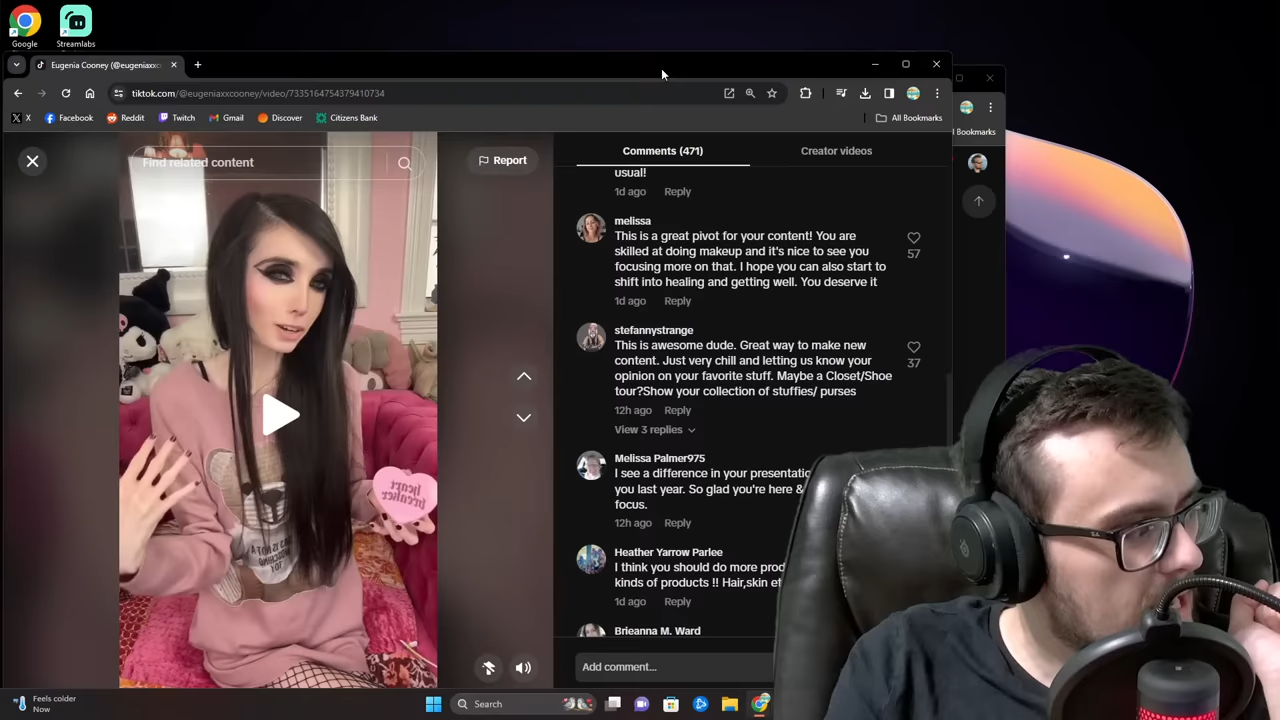 Google
Streamlabs
Eugenia Cooney (@eugeniaxxc
tiktok.com/@eugeniaxxcooney/video/7335164754379410734
X
Facebook
Reddit
Twitch
Gmail
Discover
Citizens Bank
All Bookmarks
Bookmarks
Find related content
Report
Comments (471)
Creator videos
usual!
1d ago
Reply
melissa
This is a great pivot for your content! You are
skilled at doing makeup and it's nice to see you
focusing more on that. I hope you can also start to
shift into healing and getting well. You deserve it
57
1d ago
Reply
stefannystrange
This is awesome dude. Great way to make new
content. Just very chill and letting us know your
opinion on your favorite stuff. Maybe a Closet/Shoe
tour?Show your collection of stuffies/ purses
37
12h ago
Reply
View 3 replies
Melissa Palmer975
I see a difference in your presentatio
you last year. So glad you're here &
focus.
12h ago
Reply
Heather Yarrow Parlee
I think you should do more prod
kinds of products !! Hair,skin et
1d ago
Reply
Brieanna M. Ward
Add comment...
heart
breaker
THIS IS NOT A
MOSCHINO
TOY
Feels colder
Now
Search